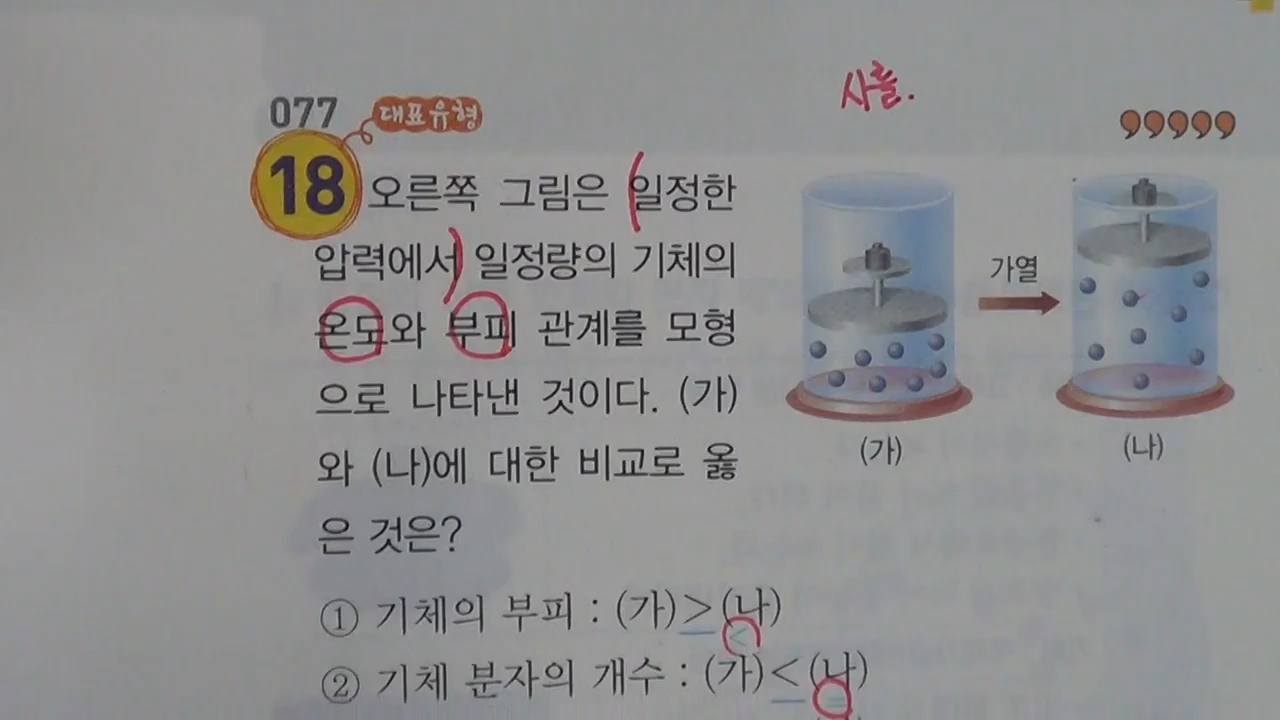 사를.
077 대표유형
18 오른쪽 그림은 일정한
압력에서 일정량의 기체의
온도와 부피 관계를 모형
으로 나타낸 것이다. (가)
와 (나)에 대한 비교로 옳
은 것은?
가열
(가) (나)
① 기체의 부피 : (가)>(나)
<
② 기체 분자의 개수 : (가)<(나)
=